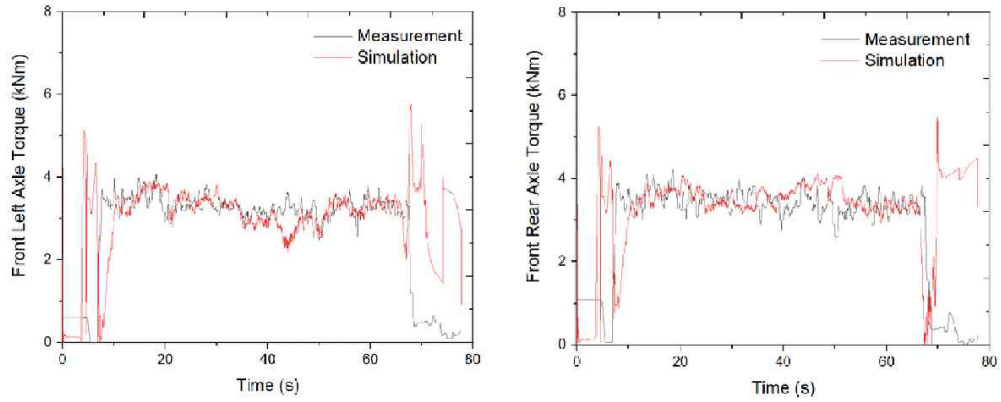 8
6
4
2
0
0
20
40
60
80
Front Left Axle Torque (kNm)
Time (s)
Measurement
Simulation
8
6
4
2
0
0
20
40
60
80
Front Rear Axle Torque (kNm)
Time (s)
Measurement
Simulation